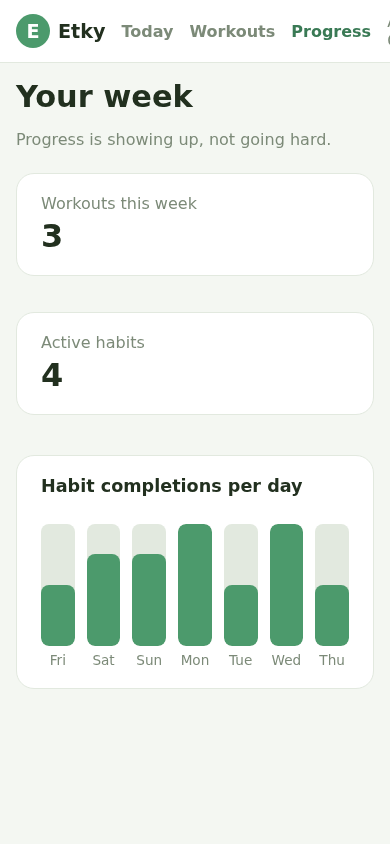 E Etky Today Workouts Progress
Your week
Progress is showing up, not going hard.
Workouts this week
3
Active habits
4
Habit completions per day
Fri Sat Sun Mon Tue Wed Thu